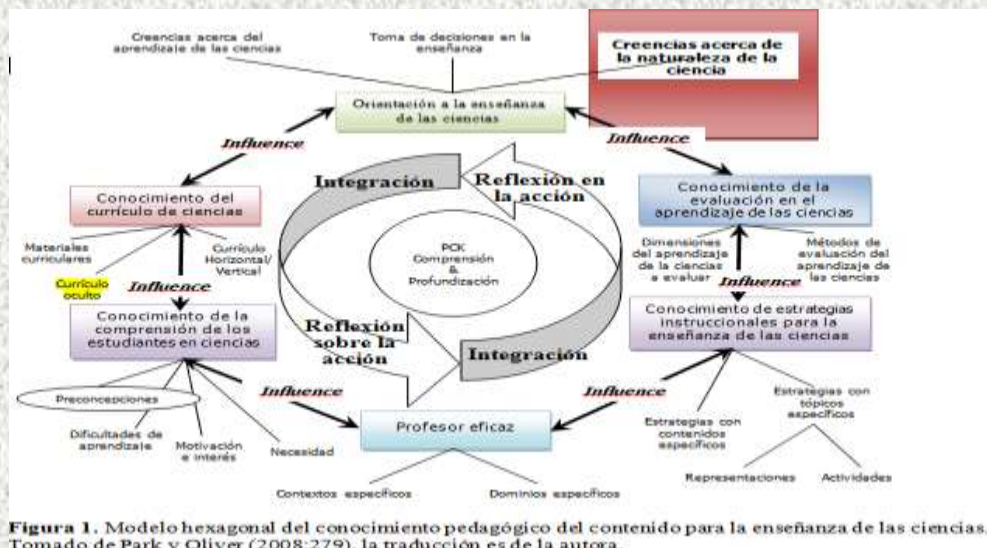 Creencias acerca del
aprendizaje de las ciencias
Toma de decisiones en la
enseñanza
Creencias acerca de
la naturaleza de la
ciencia
Orientación a la enseñanza
de las ciencias
Influence
Influence
Integración
Reflexión en
la acción
Conocimiento del
currículo de ciencias
Conocimiento de la
evaluación en el
aprendizaje de las ciencias
Materiales
curriculares
Currículo
Horizontal/
Vertical
Currículo
oculto
Influence
PCK
Comprensión
&
Profundización
Dimensiones
del aprendizaje
de la ciencias
a evaluar
Métodos de
evaluación del
aprendizaje de
las ciencias
Influence
Conocimiento de la
comprensión de los
estudiantes en ciencias
Conocimiento de estrategias
instruccionales para la
enseñanza de las ciencias
Reflexión
sobre la
acción
Integración
Preconcepciones
Dificultades de
aprendizaje
Motivación
e interés
Necesidad
Influence
Influence
Profesor eficaz
Estrategias con
contenidos
específicos
Estrategias con
tópicos
específicos
Representaciones
Actividades
Contextos específicos
Dominios específicos
Figura 1. Modelo hexagonal del conocimiento pedagógico del contenido para la enseñanza de las ciencias.
Tomado de Park y Oliver (2008:279), la traducción es de la autora.